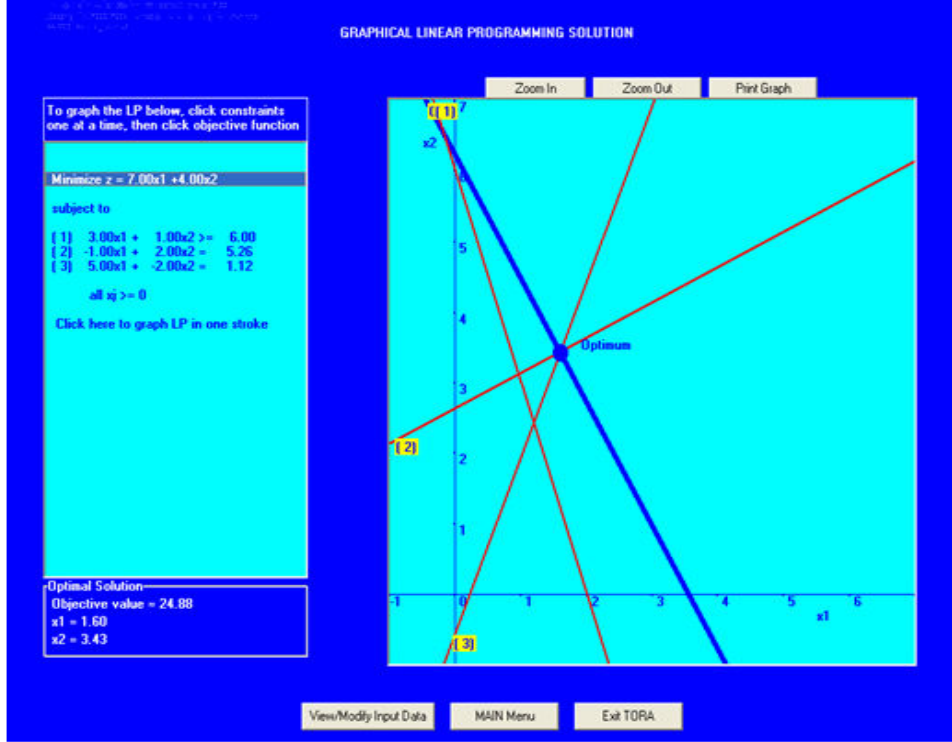 GRAPHICAL LINEAR PROGRAMMING SOLUTION
Zoom In Zoom Out Print Graph
To graph the LP below, click constraints
one at a time, then click objective function
Minimize z = 7.00x1 +4.00x2
subject to
( 1) 3.00x1 + 1.00x2 >= 6.00
( 2) -1.00x1 + 2.00x2 = 5.26
( 3) 5.00x1 + -2.00x2 = 1.12
all xj >= 0
Click here to graph LP in one stroke
Optimal Solution
Objective value = 24.88
x1 = 1.60
x2 = 3.43
( 1) 7
x2
6
5
4
Optimum
3
( 2)
2
1
-1 0 1 2 3 4 5 6
x1
( 3)
View/Modify Input Data MAIN Menu Exit TORA